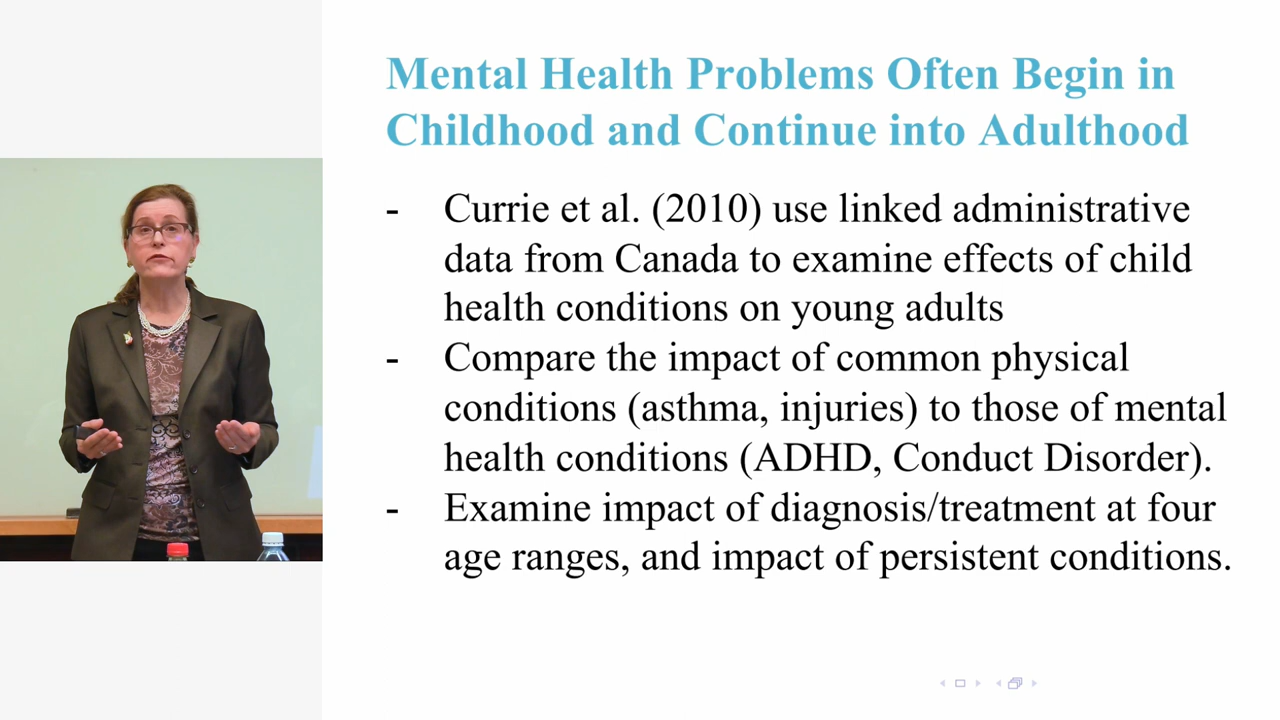 Mental Health Problems Often Begin in
Childhood and Continue into Adulthood
- Currie et al. (2010) use linked administrative
data from Canada to examine effects of child
health conditions on young adults
- Compare the impact of common physical
conditions (asthma, injuries) to those of mental
health conditions (ADHD, Conduct Disorder).
- Examine impact of diagnosis/treatment at four
age ranges, and impact of persistent conditions.